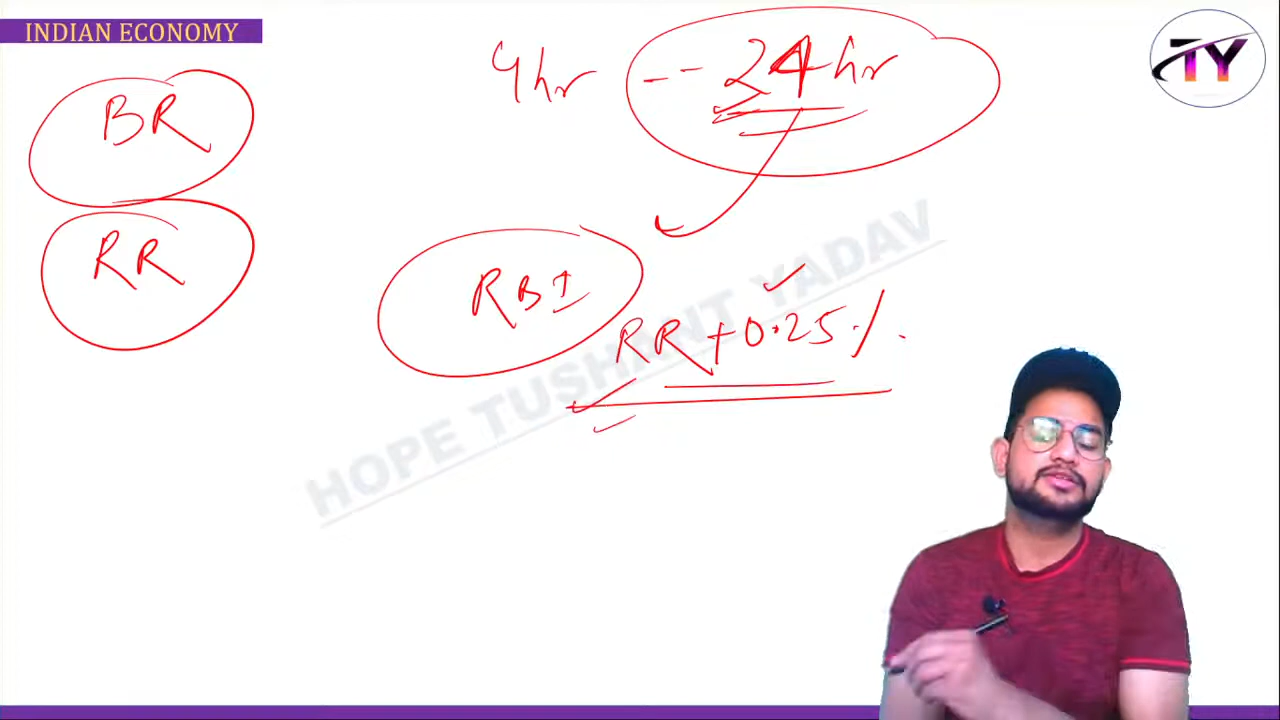 INDIAN ECONOMY
TY
4hr -- 24hr
BR
RR
RBI
RR+0.25%.
HOPE TUSHANT YADAV